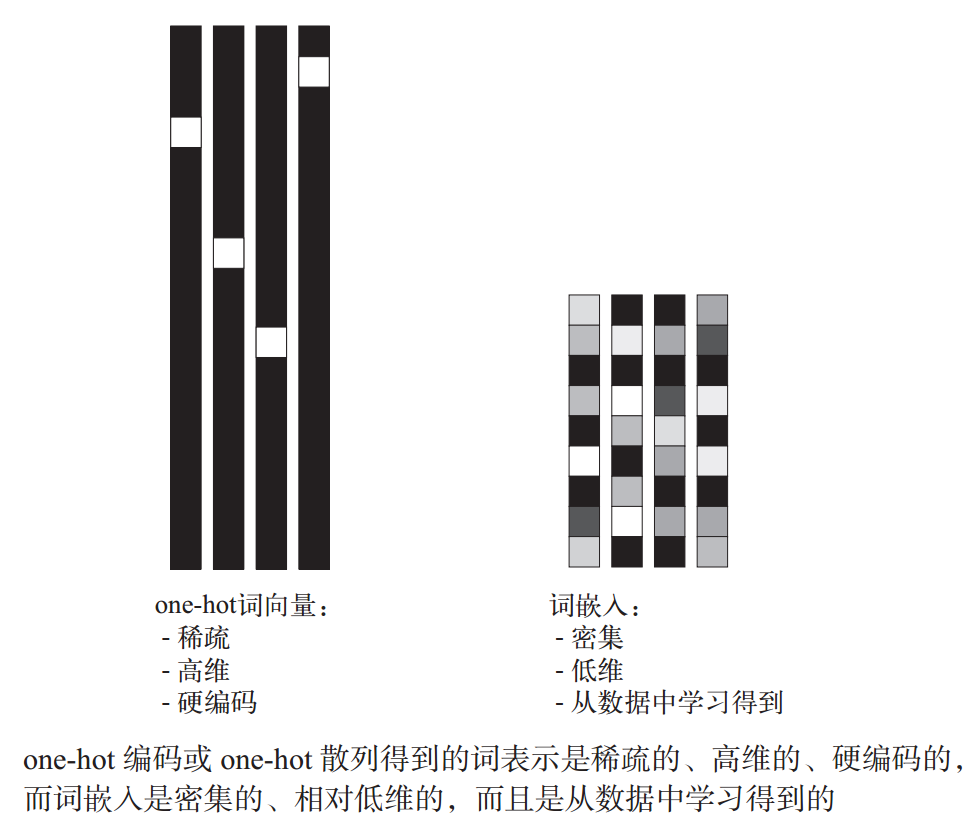 one-hot词向量：
- 稀疏
- 高维
- 硬编码
词嵌入：
- 密集
- 低维
- 从数据中学习得到
one-hot 编码或 one-hot 散列得到的词表示是稀疏的、高维的、硬编码的，
而词嵌入是密集的、相对低维的，而且是从数据中学习得到的